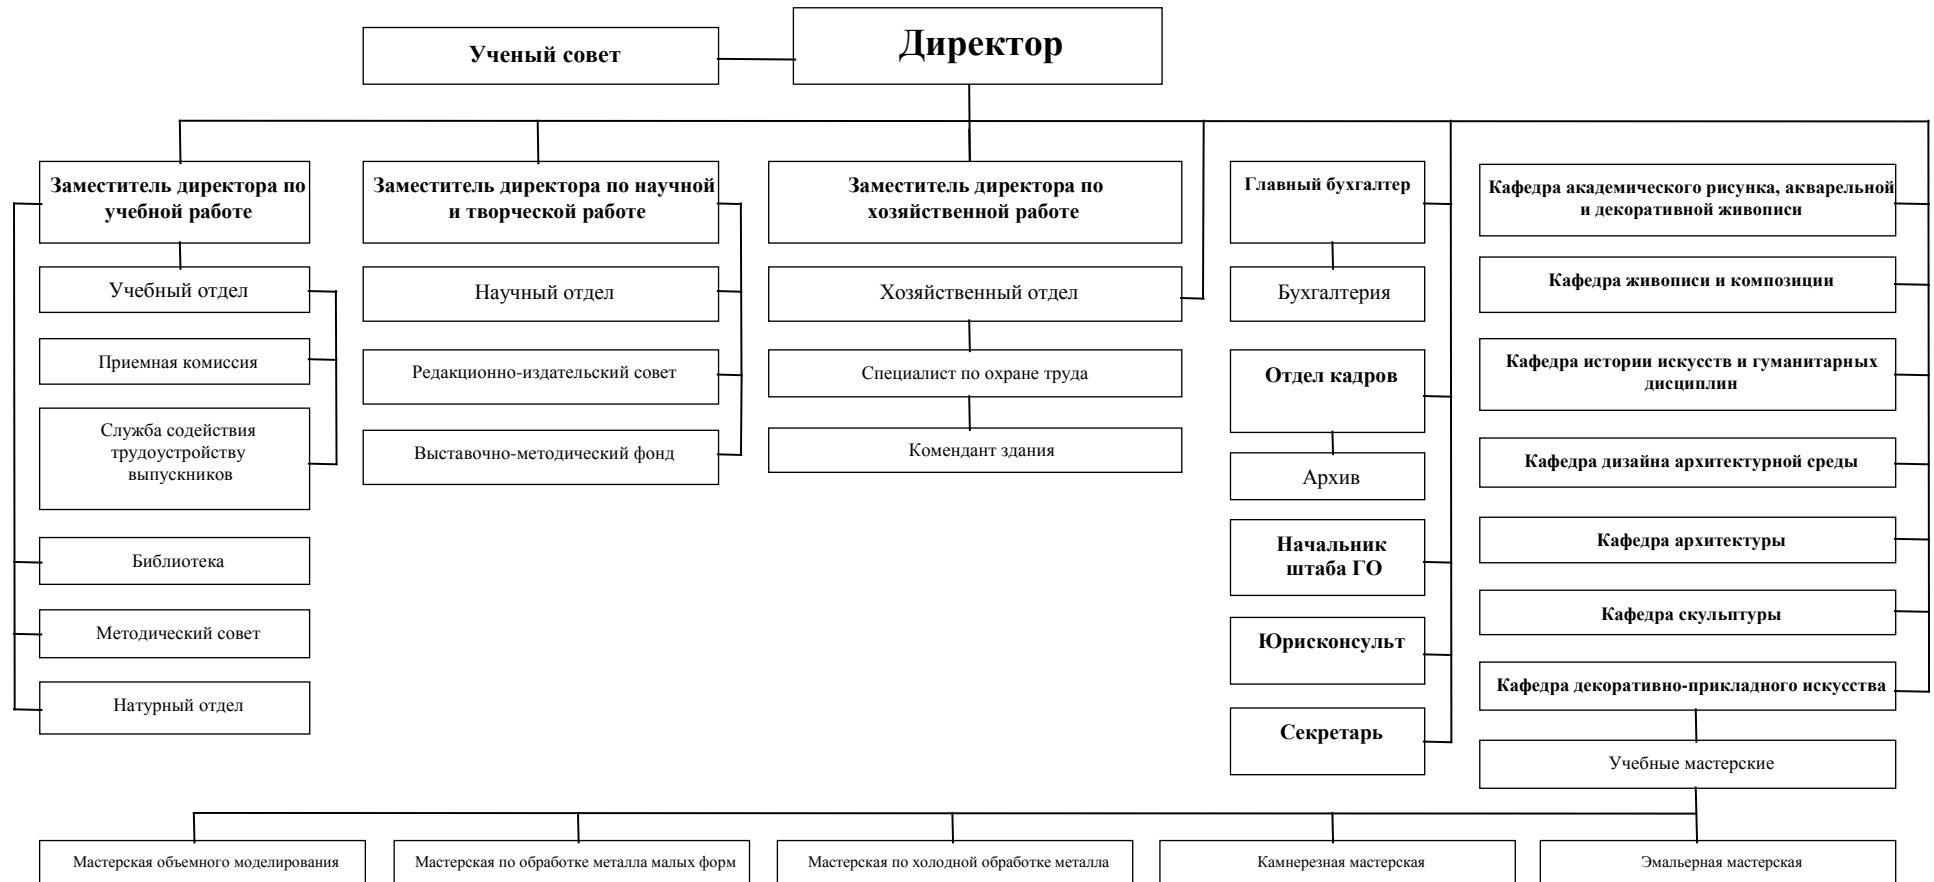 Директор
Ученый совет
Заместитель директора по
учебной работе
Учебный отдел
Приемная комиссия
Служба содействия
трудоустройству
выпускников
Библиотека
Методический совет
Натурный отдел
Заместитель директора по научной
и творческой работе
Научный отдел
Редакционно-издательский совет
Выставочно-методический фонд
Заместитель директора по
хозяйственной работе
Хозяйственный отдел
Специалист по охране труда
Комендант здания
Главный бухгалтер
Бухгалтерия
Отдел кадров
Архив
Начальник
штаба ГО
Юрисконсульт
Секретарь
Кафедра академического рисунка, акварельной
и декоративной живописи
Кафедра живописи и композиции
Кафедра истории искусств и гуманитарных
дисциплин
Кафедра дизайна архитектурной среды
Кафедра архитектуры
Кафедра скульптуры
Кафедра декоративно-прикладного искусства
Учебные мастерские
Мастерская объемного моделирования
Мастерская по обработке металла малых форм
Мастерская по холодной обработке металла
Камнерезная мастерская
Эмальерная мастерская